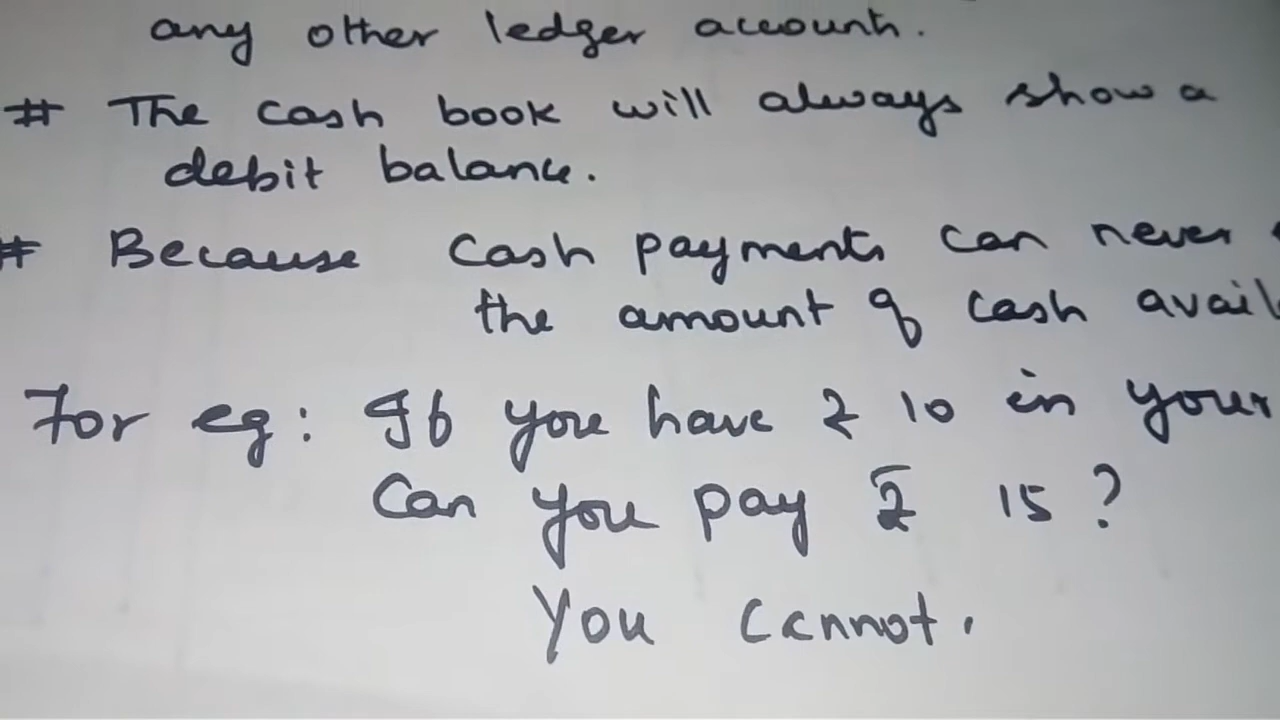 any other ledger account.
# The cash book will always show a
debit balance.
# Because cash payments can never
the amount of cash avail
For eg: If you have ₹ 10 in your
Can you pay ₹ 15?
You cannot.